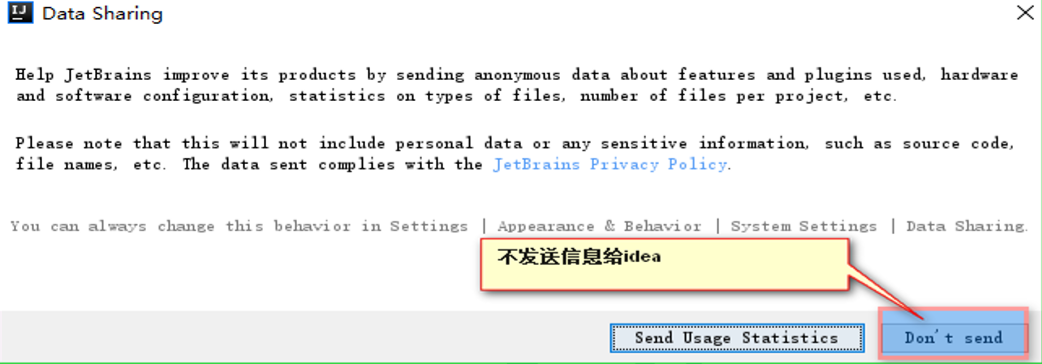 IJ Data Sharing
Help JetBrains improve its products by sending anonymous data about features and plugins used, hardware
and software configuration, statistics on types of files, number of files per project, etc.
Please note that this will not include personal data or any sensitive information, such as source code,
file names, etc. The data sent complies with the JetBrains Privacy Policy.
You can always change this behavior in Settings | Appearance & Behavior | System Settings | Data Sharing.
不发送信息给idea
Send Usage Statistics Don't send